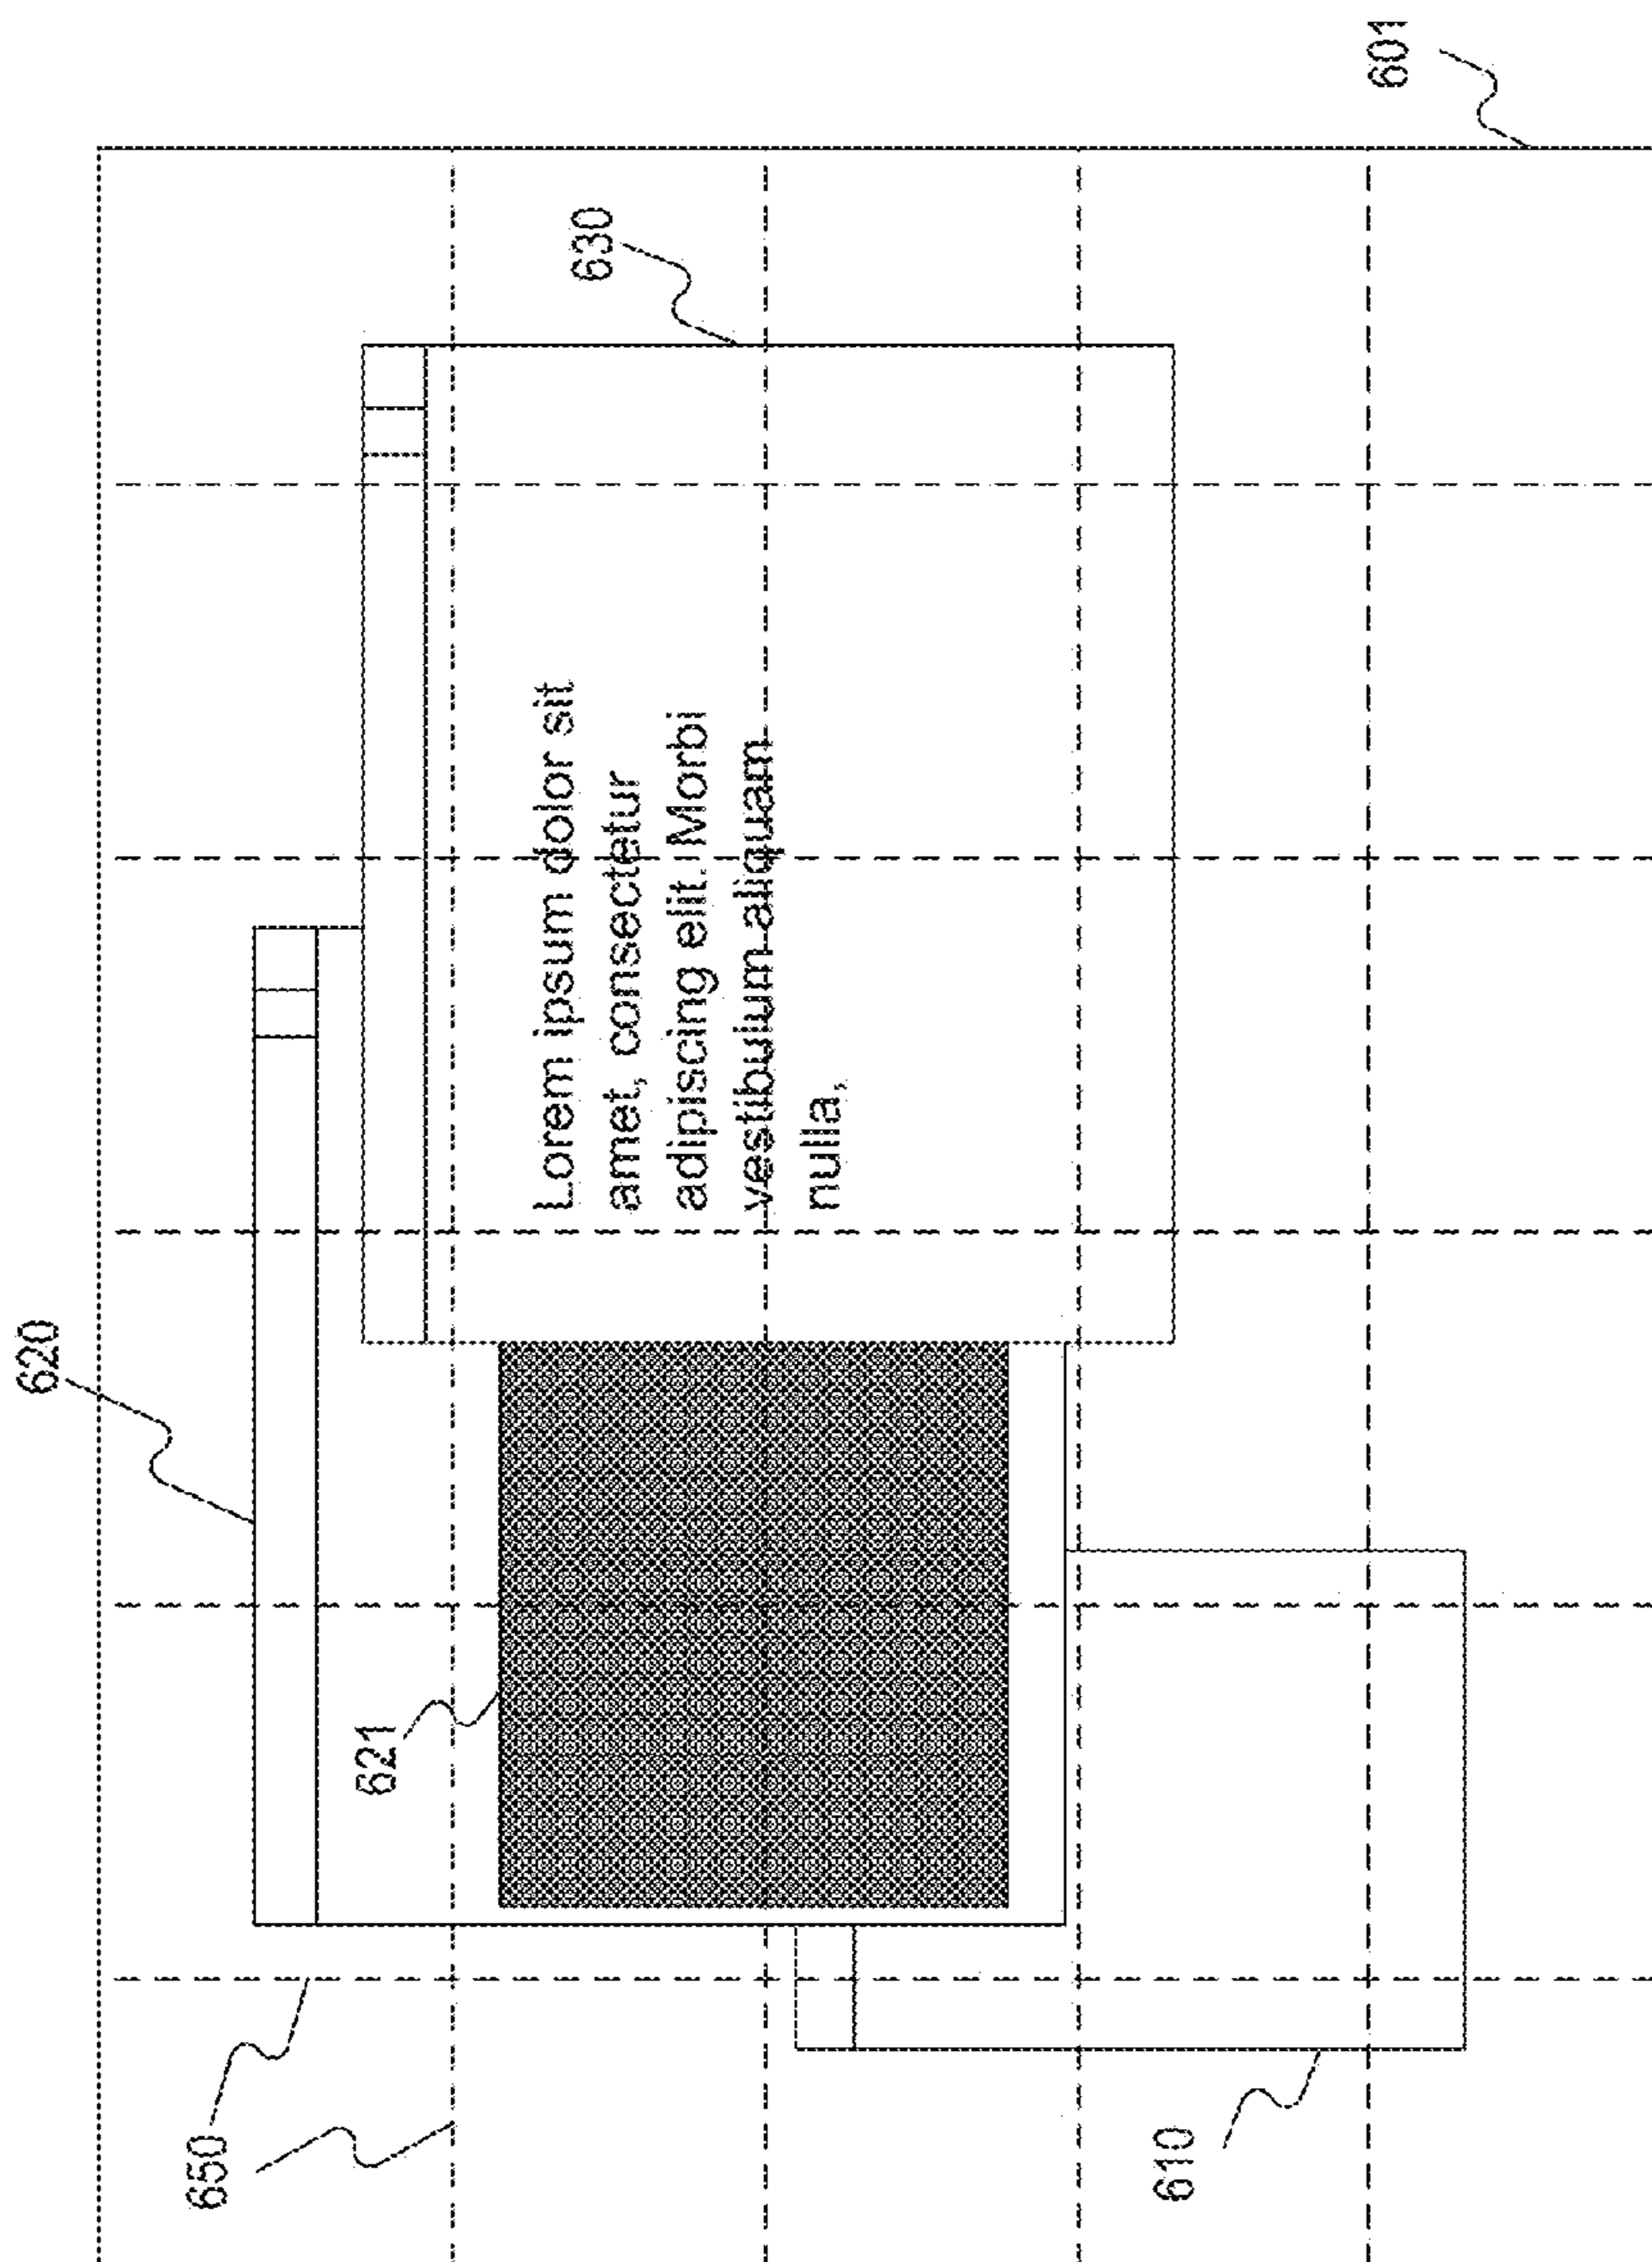 601
630
620
Lorem ipsum dolor sit
amet, consectetur
adipiscing elit. Morbi
vestibulum aliquam
nulla,
621
650
610